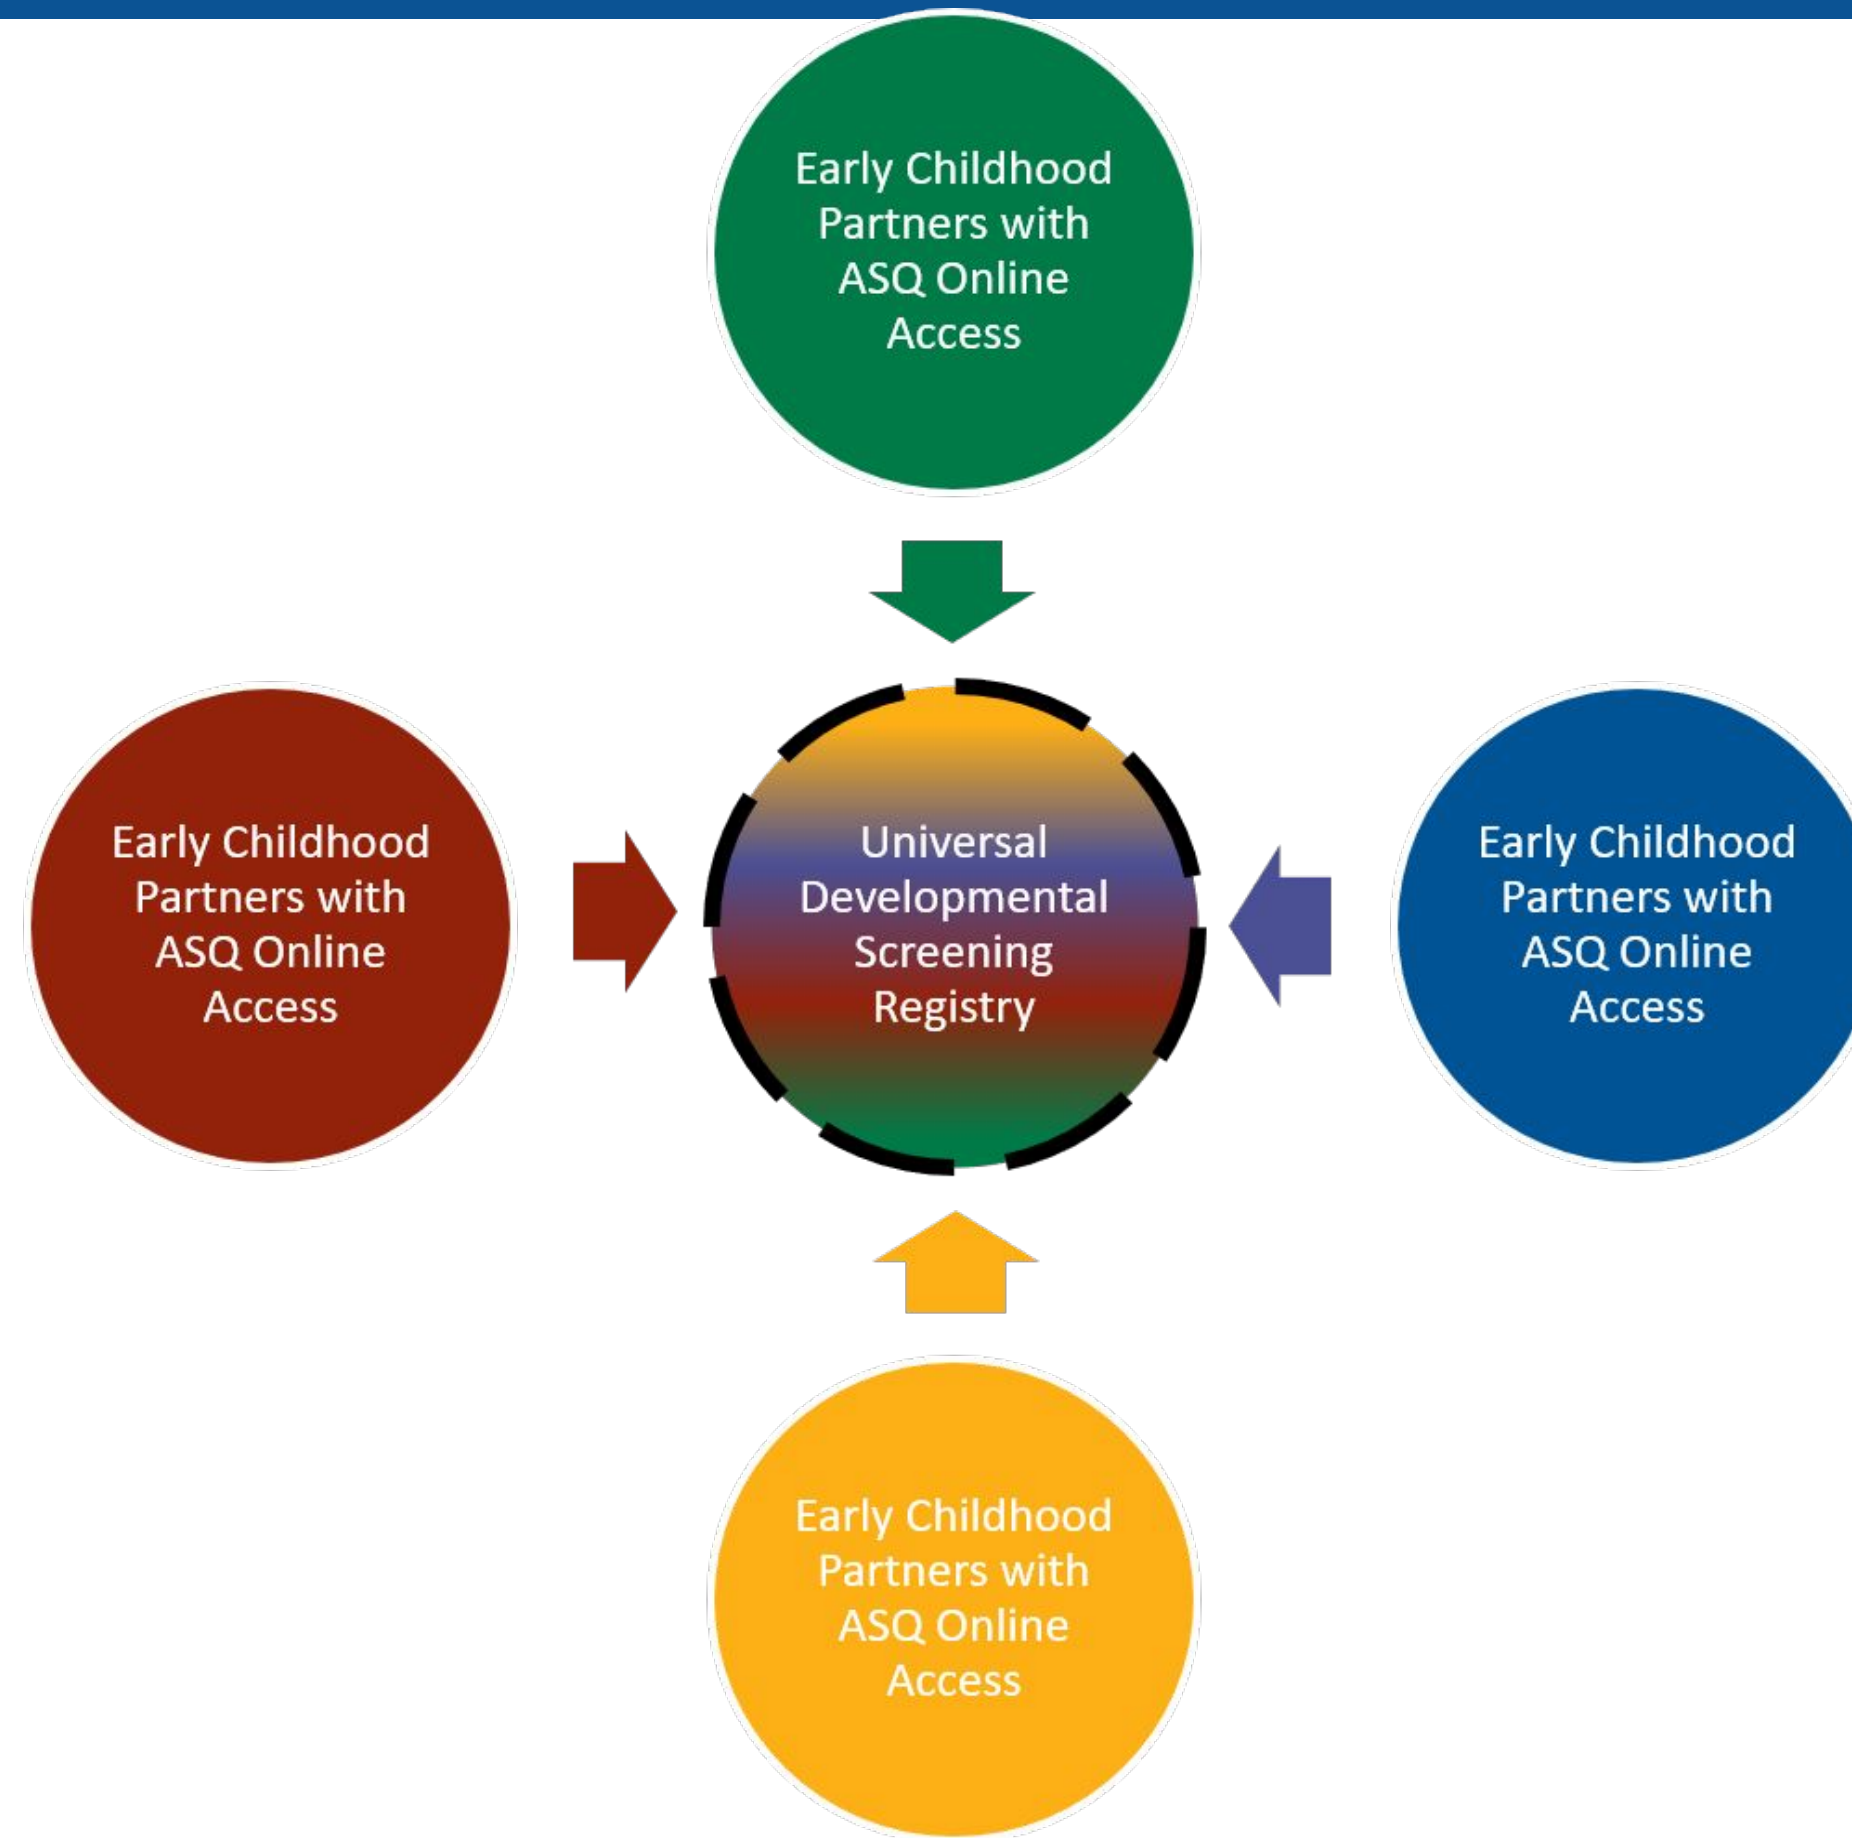 Early Childhood
Partners with
ASQ Online
Access
Early Childhood
Partners with
ASQ Online
Access
Universal
Developmental
Screening
Registry
Early Childhood
Partners with
ASQ Online
Access
Early Childhood
Partners with
ASQ Online
Access